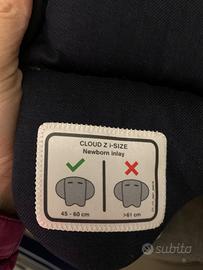 CLOUD Z i-SIZE
Newborn inlay
45 - 60 cm
>61 cm
subito